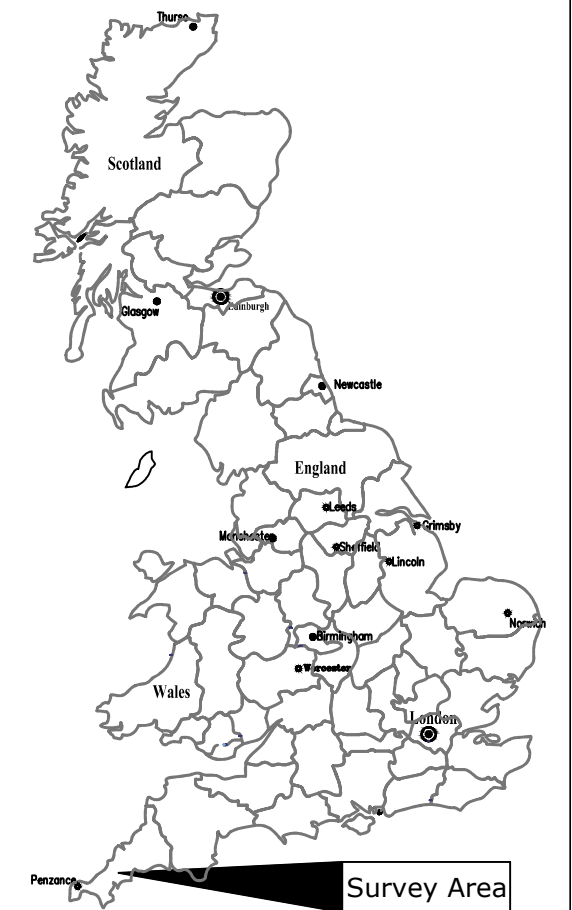 Thurso
Scotland
Glasgow
Edinburgh
Newcastle
England
Leeds
Grimsby
Manchester
Sheffield
Lincoln
Norwich
Birmingham
Worcester
Wales
London
Penzance
Survey Area